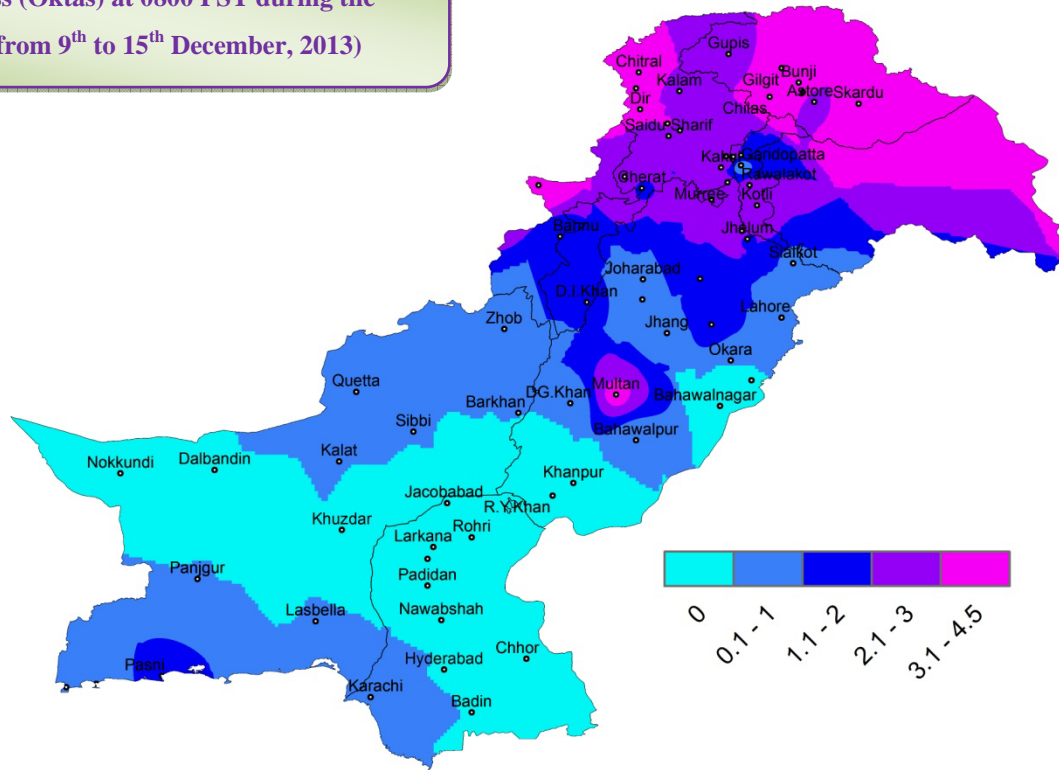 (Oktas) at 0800 PST during the
from 9th to 15th December, 2013)
Gupis
Chitral
Bunji
Kalam
Gilgit
Astore
Skardu
Dir
Chilas
Saidu Sharif
Garidopatta
Cherat
Rawalakot
Murree
Kotli
Bannu
Jhalum
Sialkot
Joharabad
D.I.Khan
Zhob
Lahore
Jhang
Okara
Quetta
Multan
D.G.Khan
Bahawalnagar
Barkhan
Sibbi
Bahawalpur
Kalat
Nokkundi
Dalbandin
Khanpur
Jacobabad
R.Y.Khan
Khuzdar
Rohri
Larkana
Panjgur
Padidan
Lasbella
Nawabshah
Chhor
Pasni
Hyderabad
Karachi
Badin
0
0.1 - 1
1.1 - 2
2.1 - 3
3.1 - 4.5